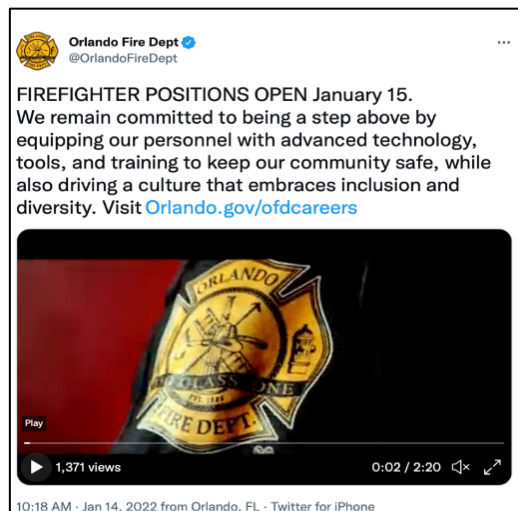 Orlando Fire Dept
@OrlandoFireDept
FIREFIGHTER POSITIONS OPEN January 15.
We remain committed to being a step above by
equipping our personnel with advanced technology,
tools, and training to keep our community safe, while
also driving a culture that embraces inclusion and
diversity. Visit Orlando.gov/ofdcareers
ORLANDO
CLASS ONE
FIRE DEPT.
Play
1,371 views
0:02 / 2:20
10:18 AM · Jan 14, 2022 from Orlando, FL · Twitter for iPhone